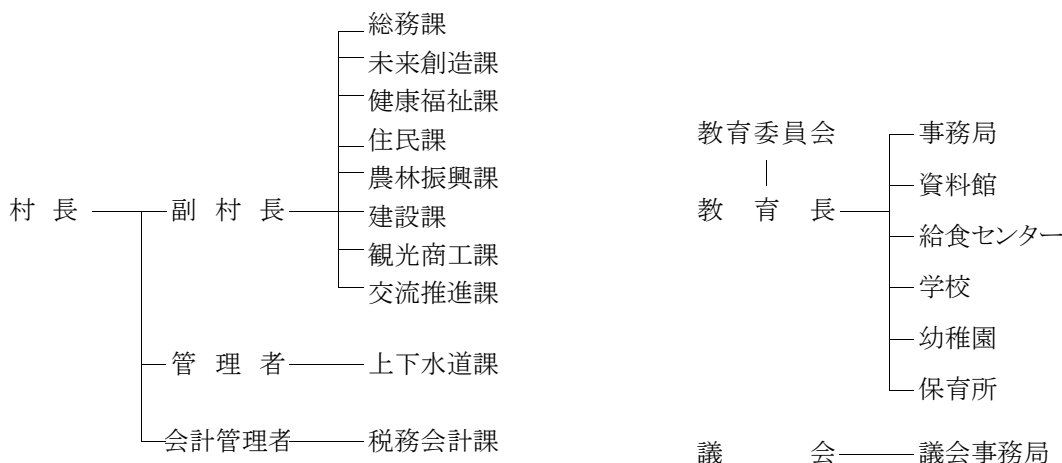 総務課
未来創造課
健康福祉課
住民課
農林振興課
村長
副村長
建設課
観光商工課
交流推進課
管理者
上下水道課
会計管理者
税務会計課
教育委員会
事務局
資料館
教育長
給食センター
学校
幼稚園
保育所
議会
議会事務局